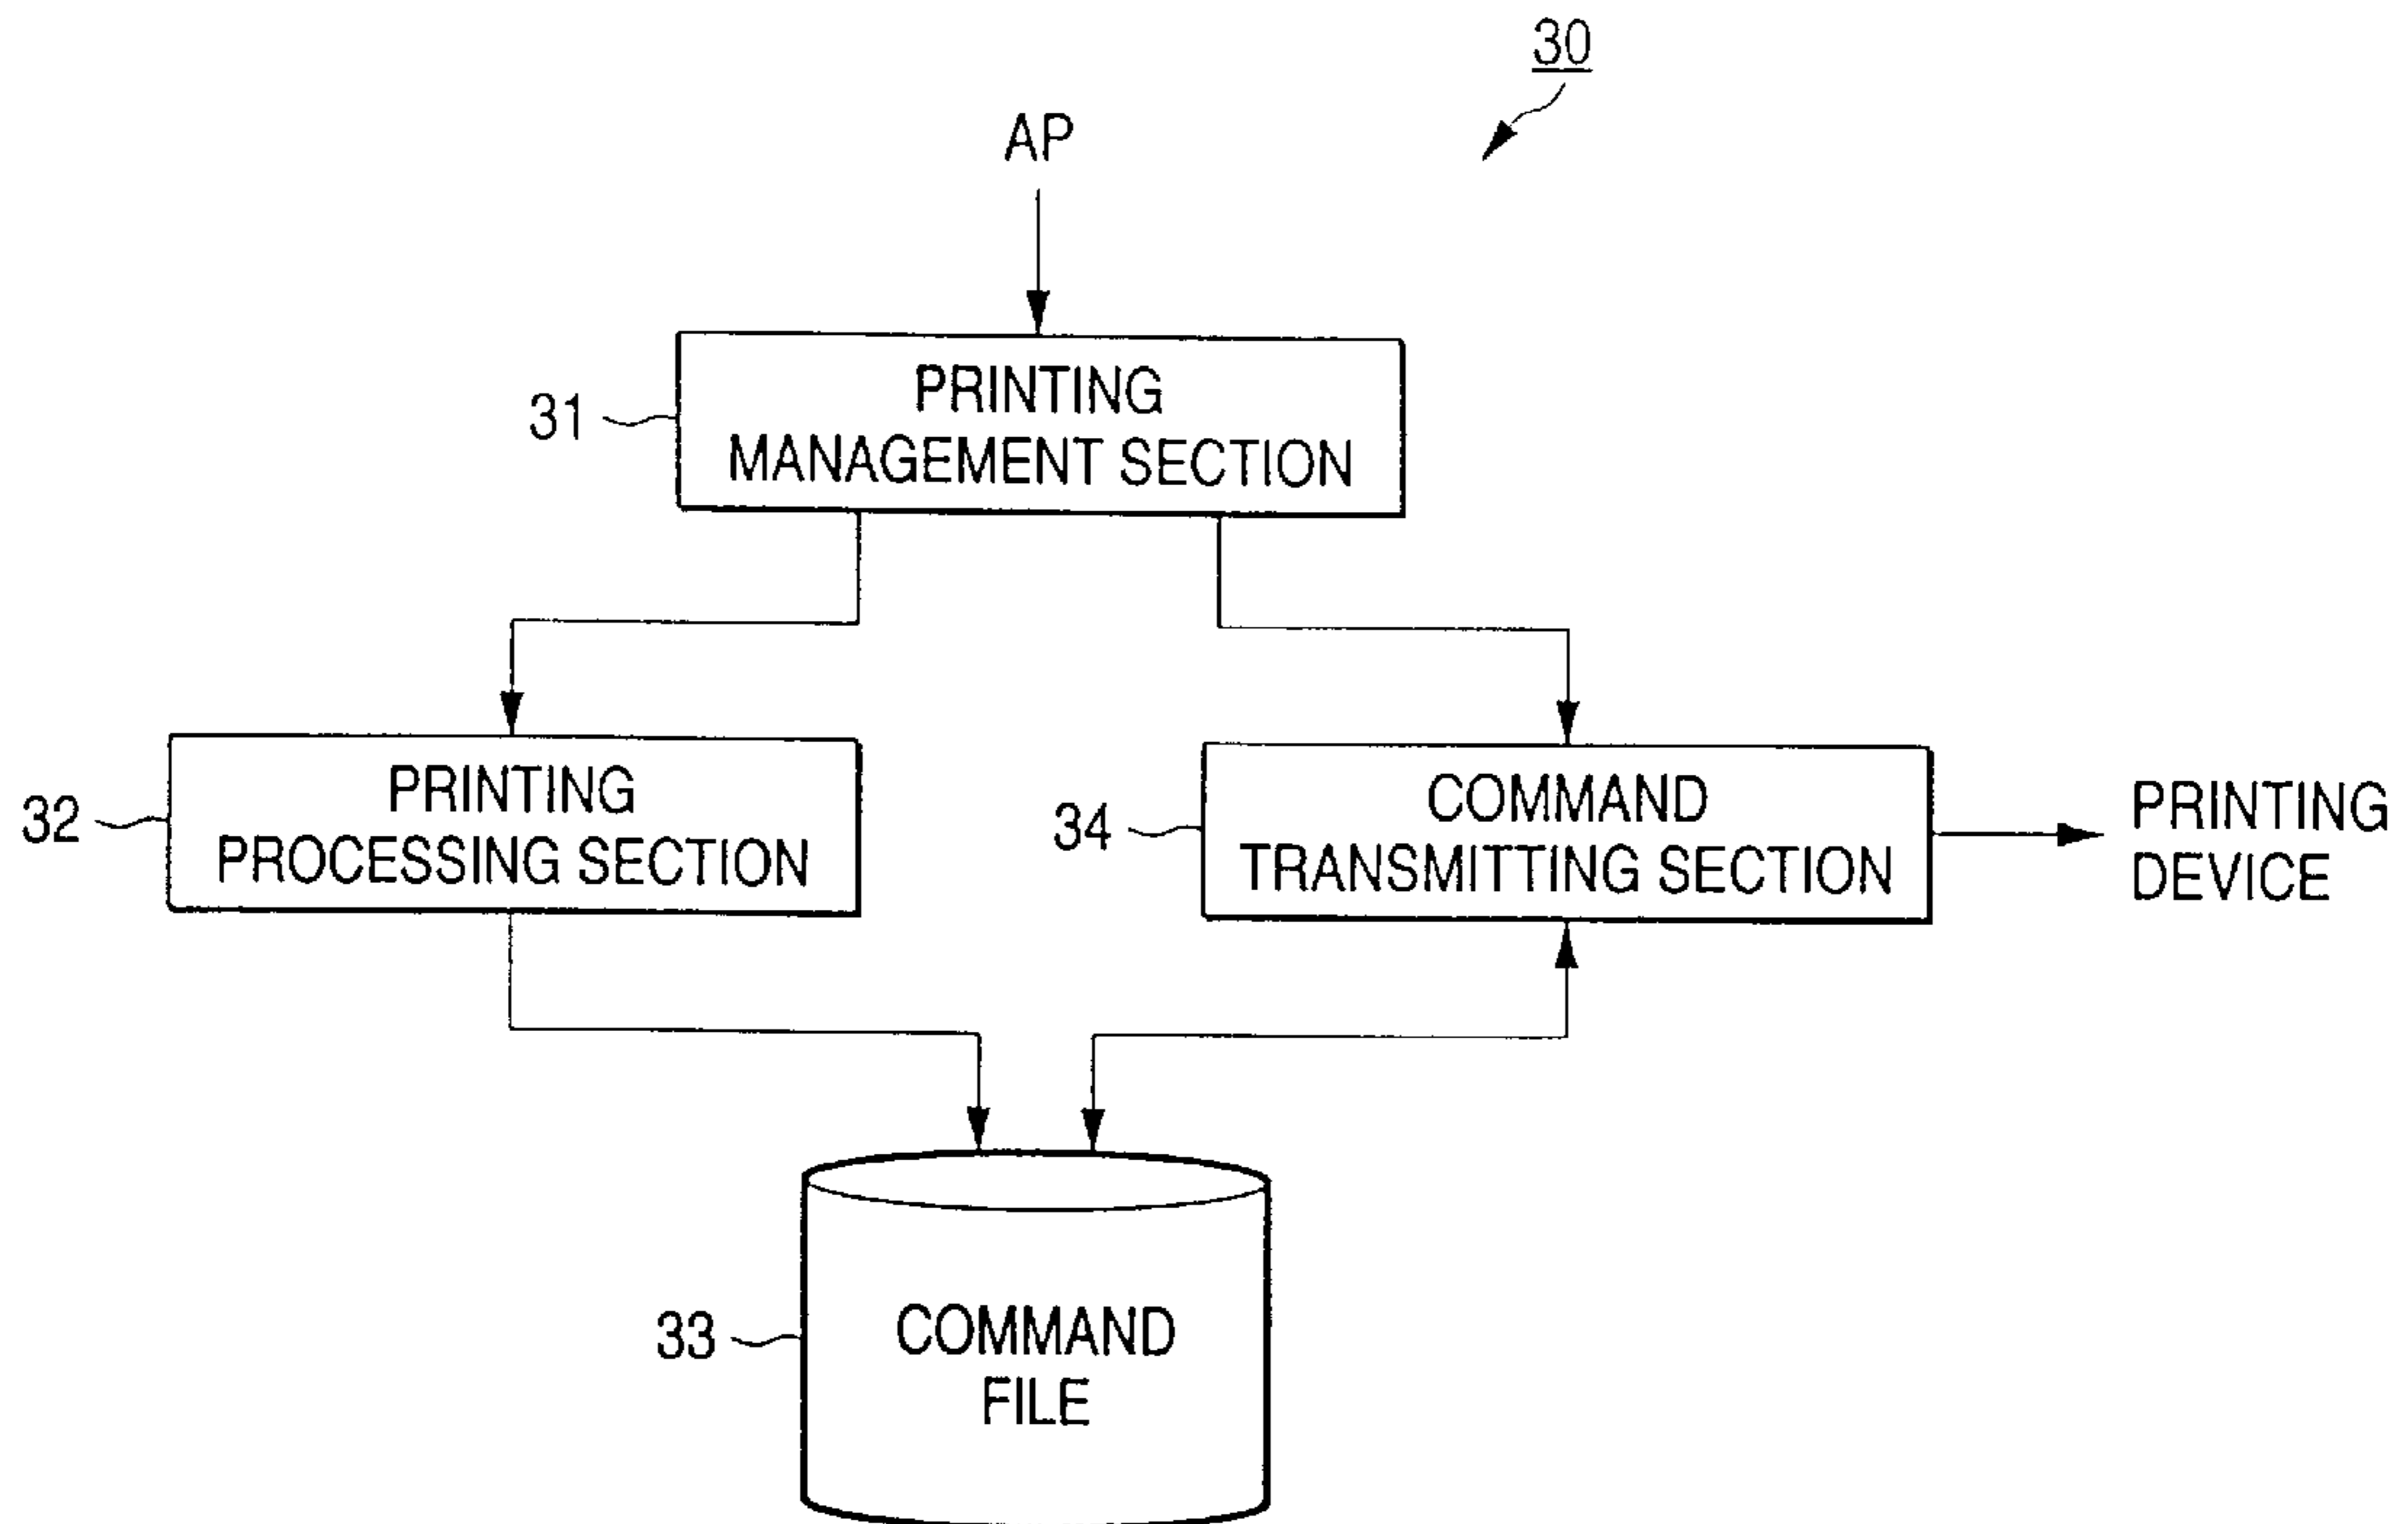 30
AP
31
PRINTING
MANAGEMENT SECTION
32
PRINTING
PROCESSING SECTION
34
COMMAND
TRANSMITTING SECTION
PRINTING
DEVICE
33
COMMAND
FILE